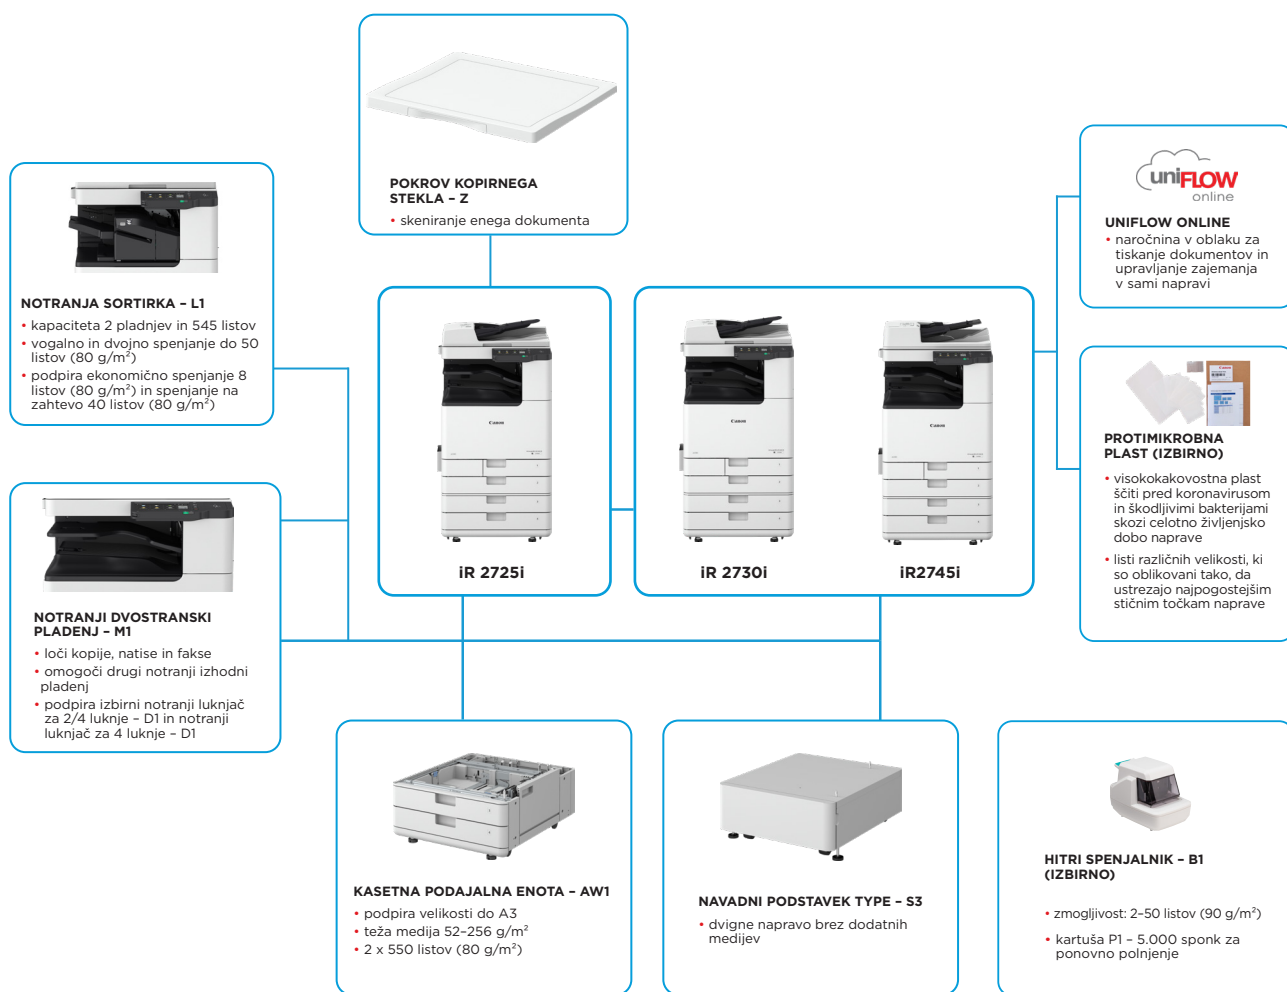 POKROV KOPIRNEGA
STEKLA – Z
• skeniranje enega dokumenta
NOTRANJA SORTIRKA – L1
• kapaciteta 2 pladnjev in 545 listov
• vogalno in dvojno spenjanje do 50
listov (80 g/m²)
• podpira ekonomično spenjanje 8
listov (80 g/m²) in spenjanje na
zahtevo 40 listov (80 g/m²)
NOTRANJI DVOSTRANSKI
PLADENJ – M1
• loči kopije, natise in fakse
• omogoči drugi notranji izhodni
pladenj
• podpira izbirni notranji luknjač
za 2/4 luknje – D1 in notranji
luknjač za 4 luknje – D1
Canon
iR 2725i
Canon
iR 2730i
Canon
iR2745i
uniFLOW
online
UNIFLOW ONLINE
• naročnina v oblaku za
tiskanje dokumentov in
upravljanje zajemanja
v sami napravi
PROTIMIKROBNA
PLAST (IZBIRNO)
• visokokakovostna plast
ščiti pred koronavirusom
in škodljivimi bakterijami
skozi celotno življenjsko
dobo naprave
• listi različnih velikosti, ki
so oblikovani tako, da
ustrezajo najpogostejšim
stičnim točkam naprave
KASETNA PODAJALNA ENOTA – AW1
• podpira velikosti do A3
• teža medija 52–256 g/m²
• 2 x 550 listov (80 g/m²)
NAVADNI PODSTAVEK TYPE – S3
• dvigne napravo brez dodatnih
medijev
HITRI SPENJALNIK – B1
(IZBIRNO)
• zmogljivost: 2–50 listov (90 g/m²)
• kartuša P1 – 5.000 sponk za
ponovno polnjenje